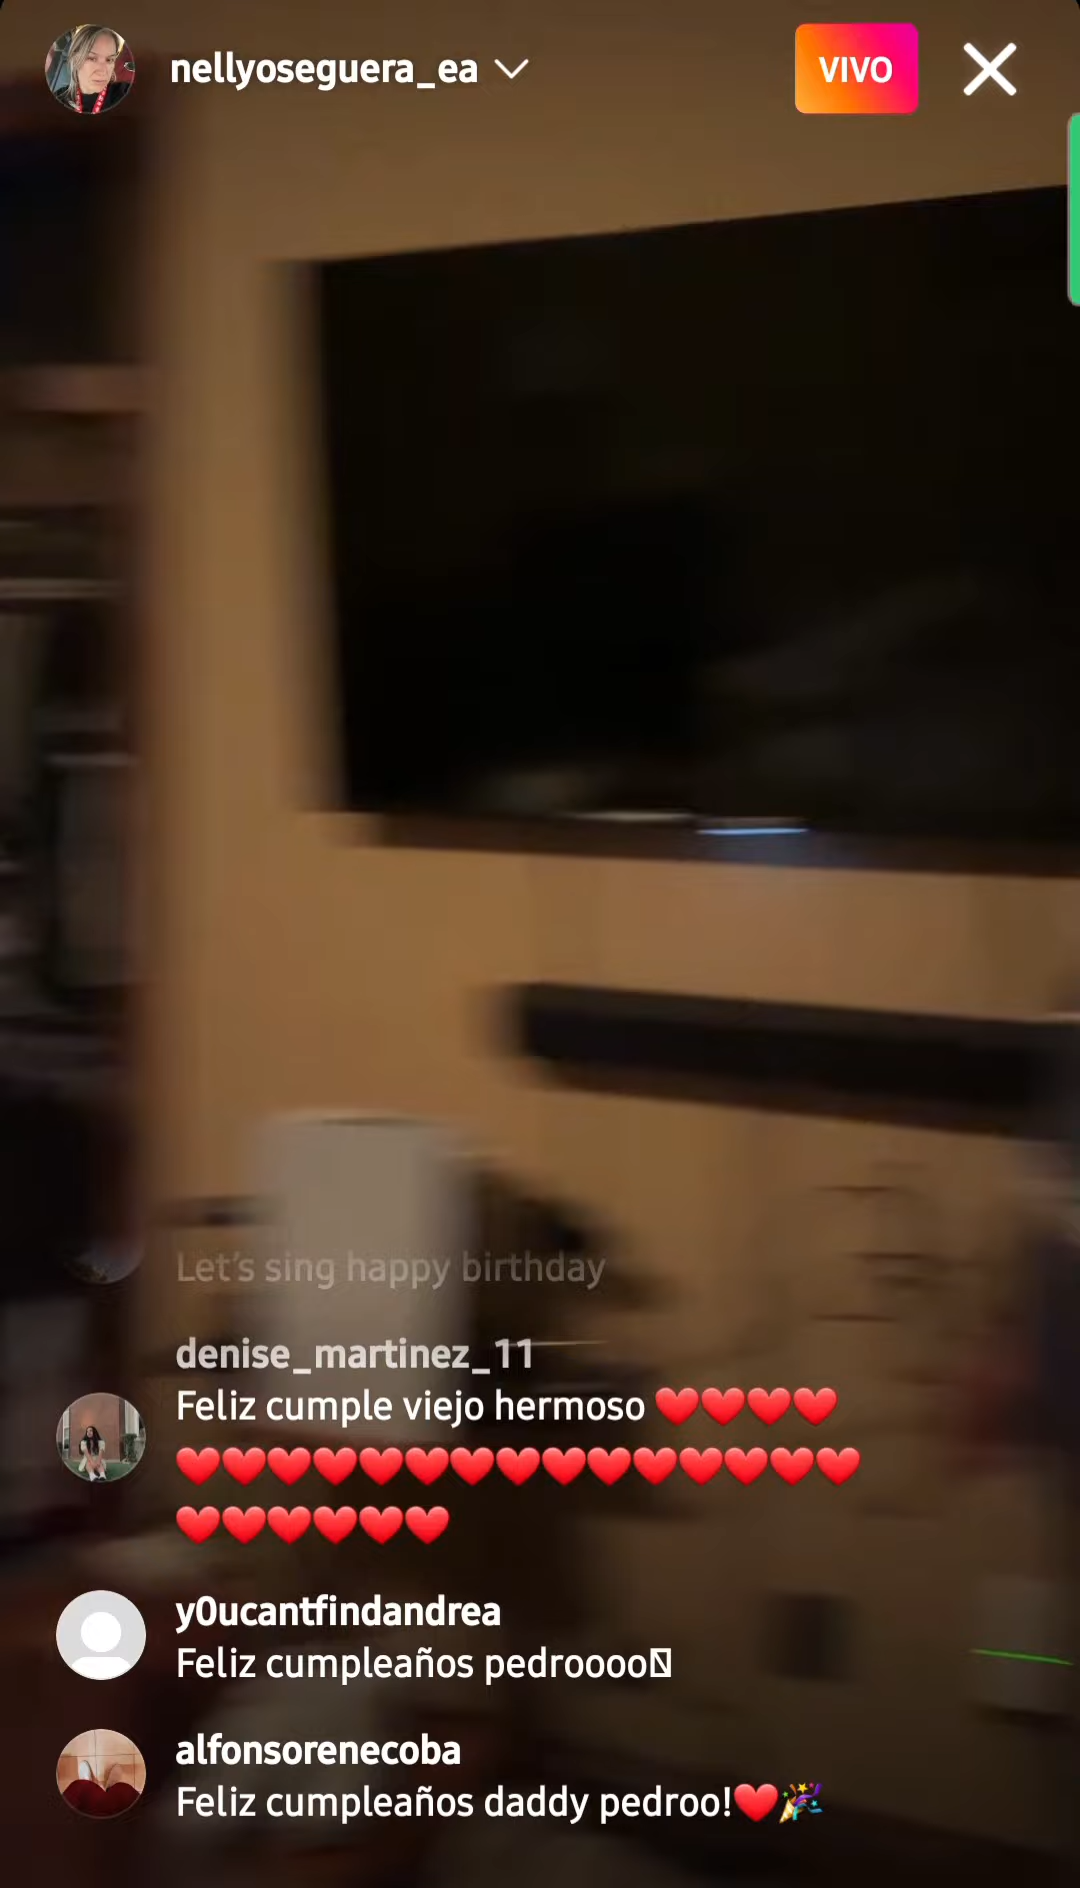 nellyoseguera_ea
VIVO
Let's sing happy birthday
denise_martinez_11
Feliz cumple viejo hermoso ❤️❤️❤️❤️
❤️❤️❤️❤️❤️❤️❤️❤️❤️❤️❤️❤️❤️❤️❤️
❤️❤️❤️❤️❤️❤️
y0ucantfindandrea
Feliz cumpleaños pedroooo
alfonsorenecoba
Feliz cumpleaños daddy pedroo!❤️🎉